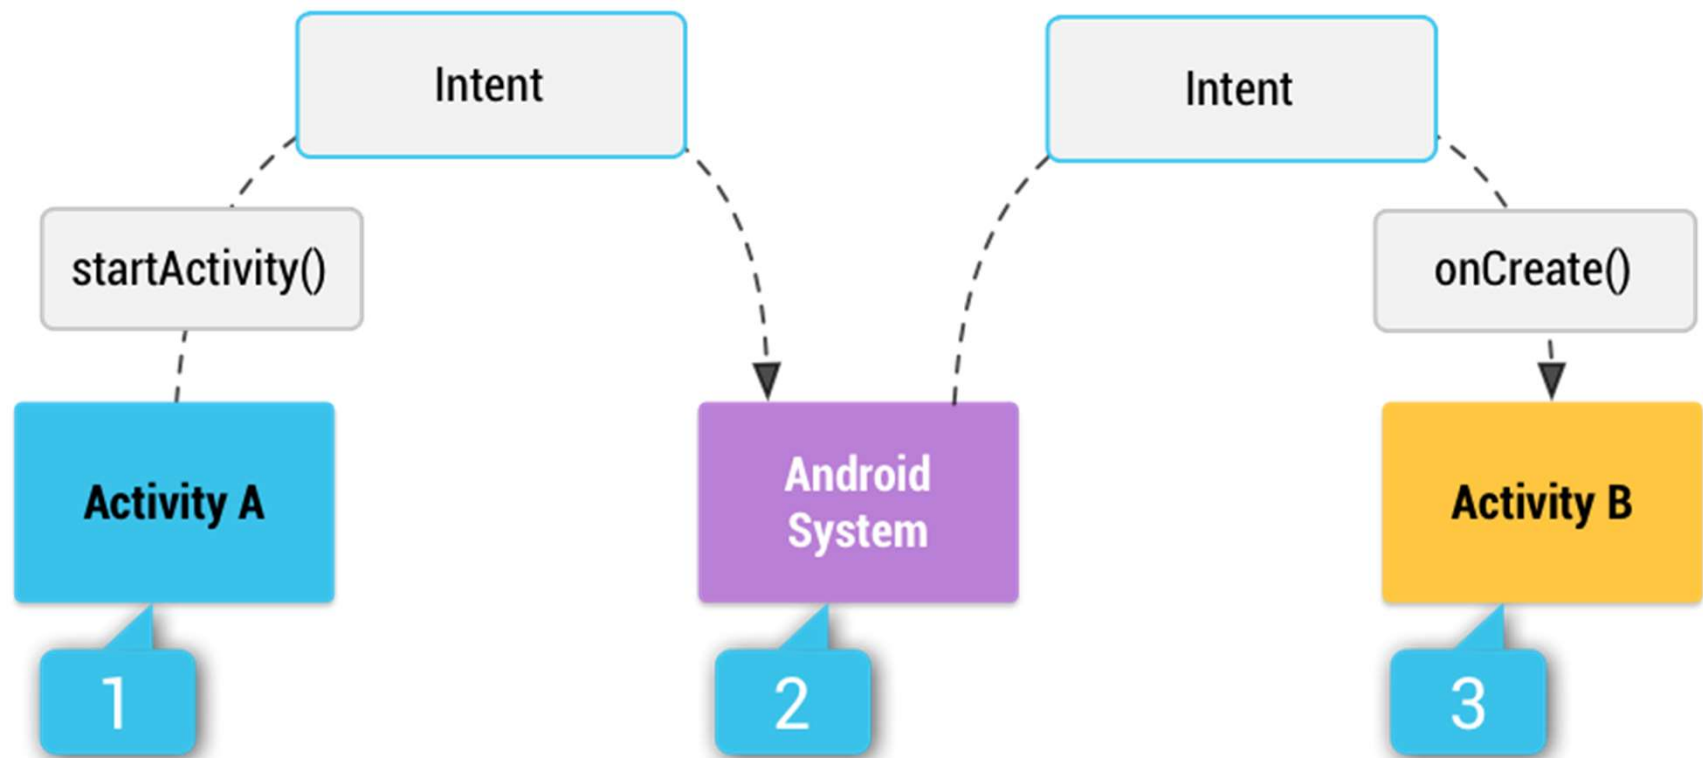 Intent
Intent
startActivity()
onCreate()
Activity A
Android
System
Activity B
1
2
3